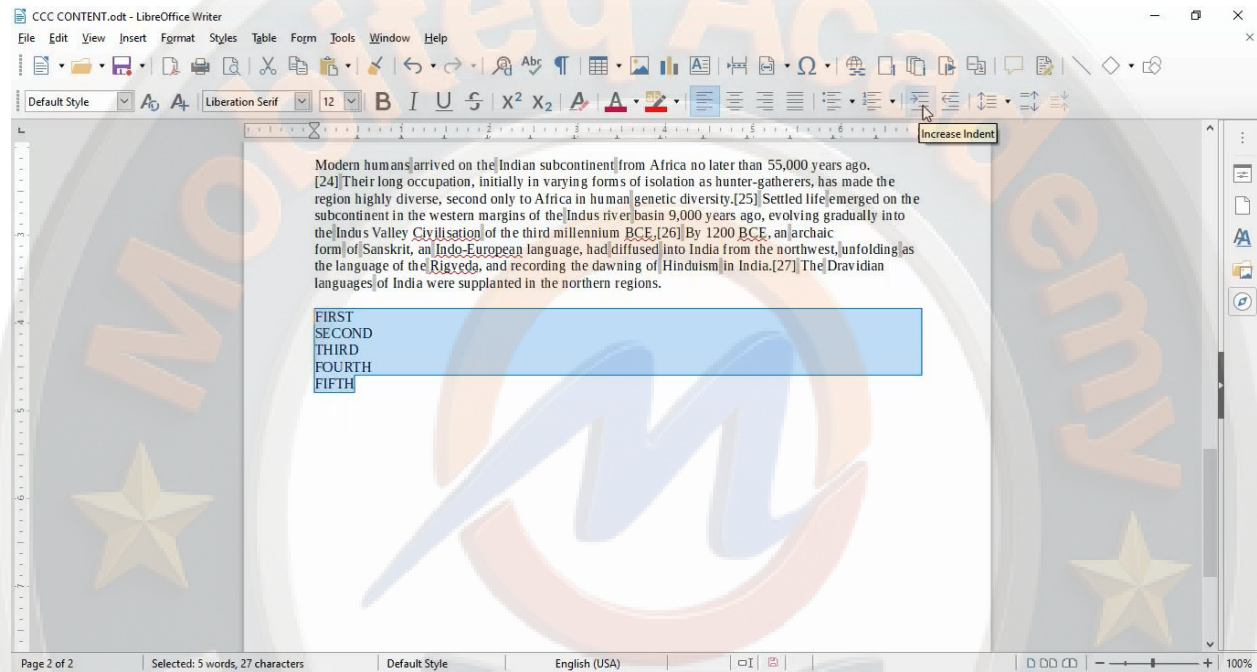 CCC CONTENT.odt - LibreOffice Writer
File Edit View Insert Format Styles Table Form Tools Window Help
Default Style Liberation Serif 12
Increase Indent
Modern humans arrived on the Indian subcontinent from Africa no later than 55,000 years ago.
[24] Their long occupation, initially in varying forms of isolation as hunter-gatherers, has made the
region highly diverse, second only to Africa in human genetic diversity.[25] Settled life emerged on the
subcontinent in the western margins of the Indus river basin 9,000 years ago, evolving gradually into
the Indus Valley Civilisation of the third millennium BCE.[26] By 1200 BCE, an archaic
form of Sanskrit, an Indo-European language, had diffused into India from the northwest, unfolding as
the language of the Rigveda, and recording the dawning of Hinduism in India.[27] The Dravidian
languages of India were supplanted in the northern regions.
FIRST
SECOND
THIRD
FOURTH
FIFTH
Mobiteq Academy
Page 2 of 2 Selected: 5 words, 27 characters Default Style English (USA) 100%